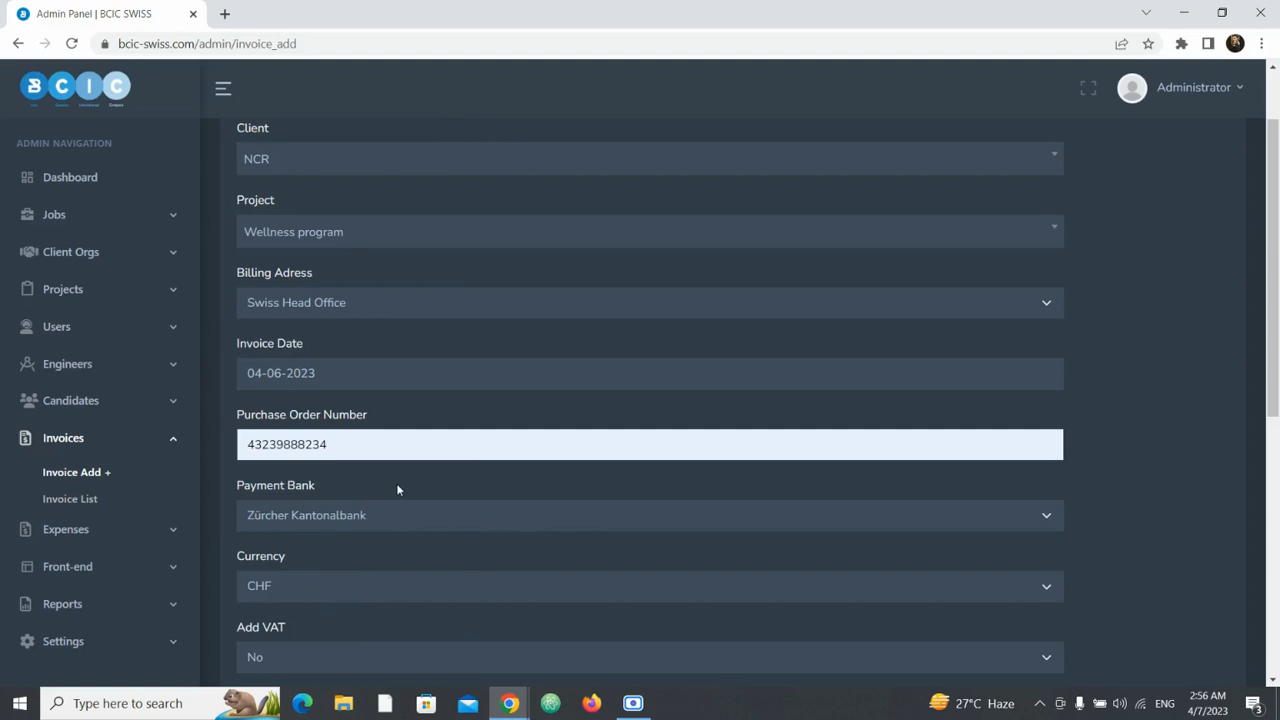 Admin Panel | BCIC SWISS
bcic-swiss.com/admin/invoice_add
B C I C
Administrator
ADMIN NAVIGATION
Dashboard
Jobs
Client Orgs
Projects
Users
Engineers
Candidates
Invoices
Invoice Add +
Invoice List
Expenses
Front-end
Reports
Settings
Client
NCR
Project
Wellness program
Billing Adress
Swiss Head Office
Invoice Date
04-06-2023
Purchase Order Number
43239888234
Payment Bank
Zürcher Kantonalbank
Currency
CHF
Add VAT
No
Type here to search
27°C Haze
ENG
2:56 AM
4/7/2023
3